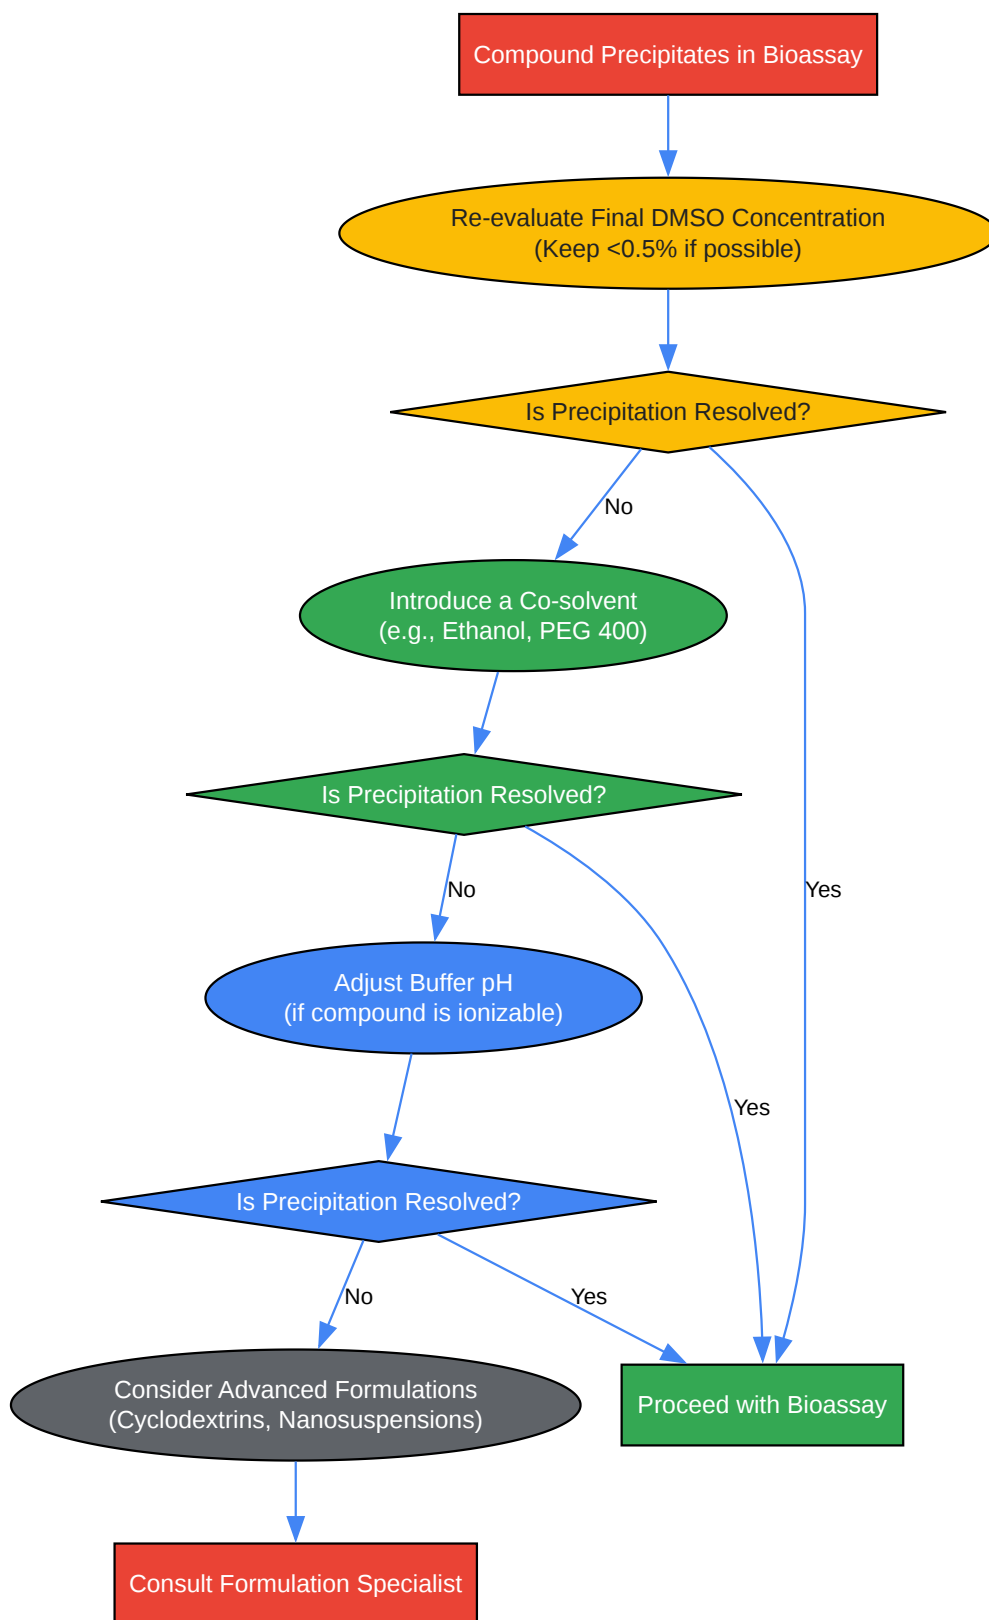 Compound Precipitates in Bioassay
Re-evaluate Final DMSO Concentration
(Keep <0.5% if possible)
Is Precipitation Resolved?
No
Introduce a Co-solvent
(e.g., Ethanol, PEG 400)
Is Precipitation Resolved?
No
Yes
Adjust Buffer pH
(if compound is ionizable)
Yes
Is Precipitation Resolved?
No
Yes
Consider Advanced Formulations
(Cyclodextrins, Nanosuspensions)
Proceed with Bioassay
Consult Formulation Specialist